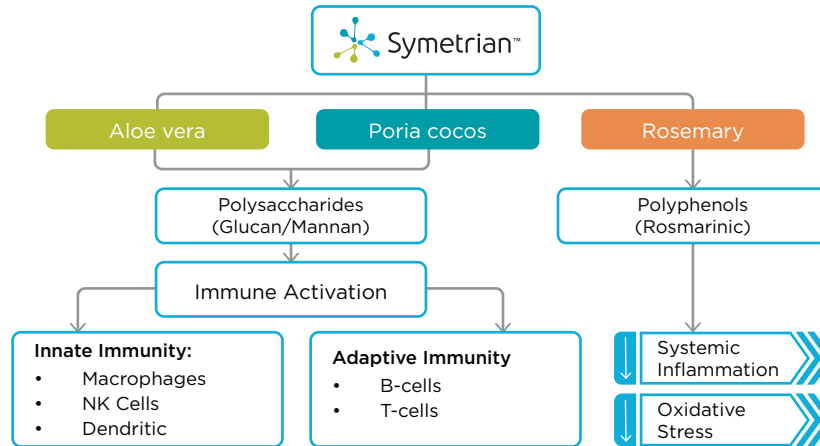 Symetrian™
Aloe vera
Poria cocos
Rosemary
Polysaccharides
(Glucan/Mannan)
Polyphenols
(Rosmarinic)
Immune Activation
Innate Immunity:
• Macrophages
• NK Cells
• Dendritic
Adaptive Immunity
• B-cells
• T-cells
Systemic
Inflammation
Oxidative
Stress